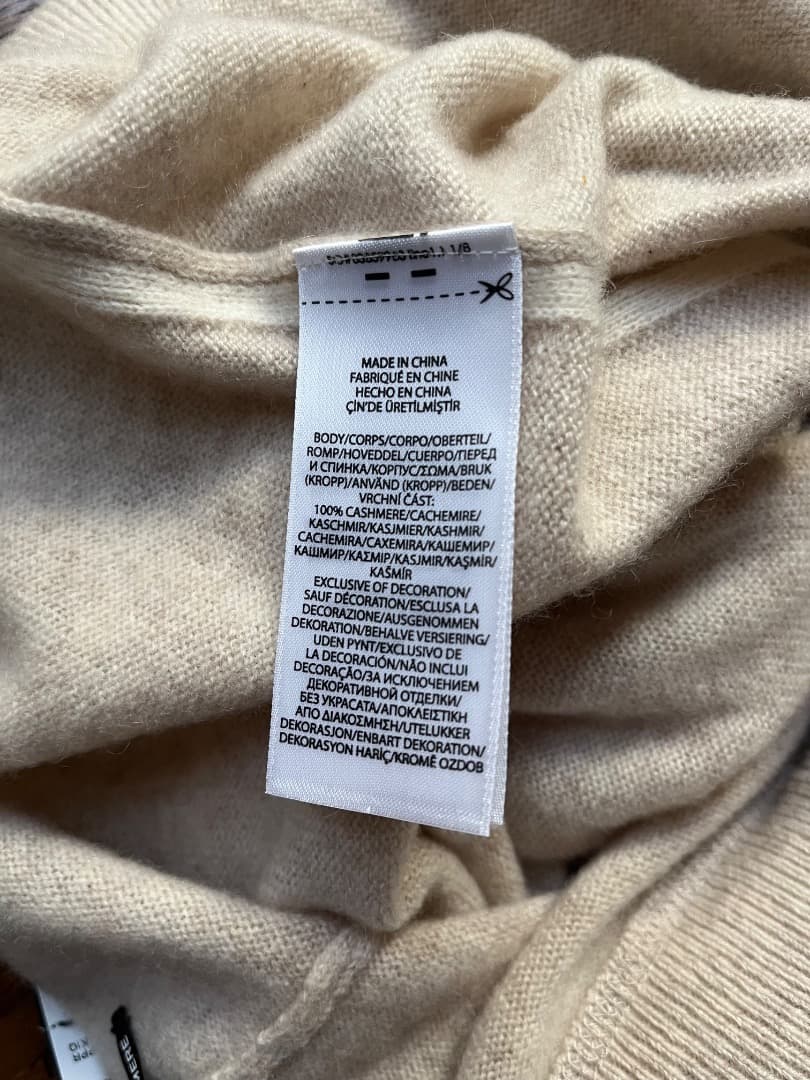 1/8
MADE IN CHINA
FABRIQUÉ EN CHINE
HECHO EN CHINA
ÇİN'DE ÜRETİLMİŞTİR
BODY/CORPS/CORPO/OBERTEIL/
ROMP/HOVEDDEL/CUERPO/ПЕРЕД
И СПИНКА/КОРПУС/ΣΩΜΑ/BRUK
(KROPP)/ANVÄND (KROPP)/BEDEN/
VRCHNÍ ČÁST:
100% CASHMERE/CACHEMIRE/
KASCHMIR/KASJMIER/KASHMIR/
CACHEMIRA/CAXEMIRA/КАШЕМИР/
КАШМИР/ΚΑΣΜΙΡ/KASJMIR/KAŞMİR/
KAŠMÍR
EXCLUSIVE OF DECORATION/
SAUF DÉCORATION/ESCLUSA LA
DECORAZIONE/AUSGENOMMEN
DEKORATION/BEHALVE VERSIERING/
UDEN PYNT/EXCLUSIVO DE
LA DECORACIÓN/NÃO INCLUI
DECORAÇÃO/ЗА ИСКЛЮЧЕНИЕМ
ДЕКОРАТИВНОЙ ОТДЕЛКИ/
БЕЗ УКРАСАТА/ΑΠΟΚΛΕΙΣΤΙΚΗ
ΑΠΟ ΔΙΑΚΟΣΜΗΣΗ/UTELUKKER
DEKORASJON/ENBART DEKORATION/
DEKORASYON HARİÇ/KROMĚ OZDOB